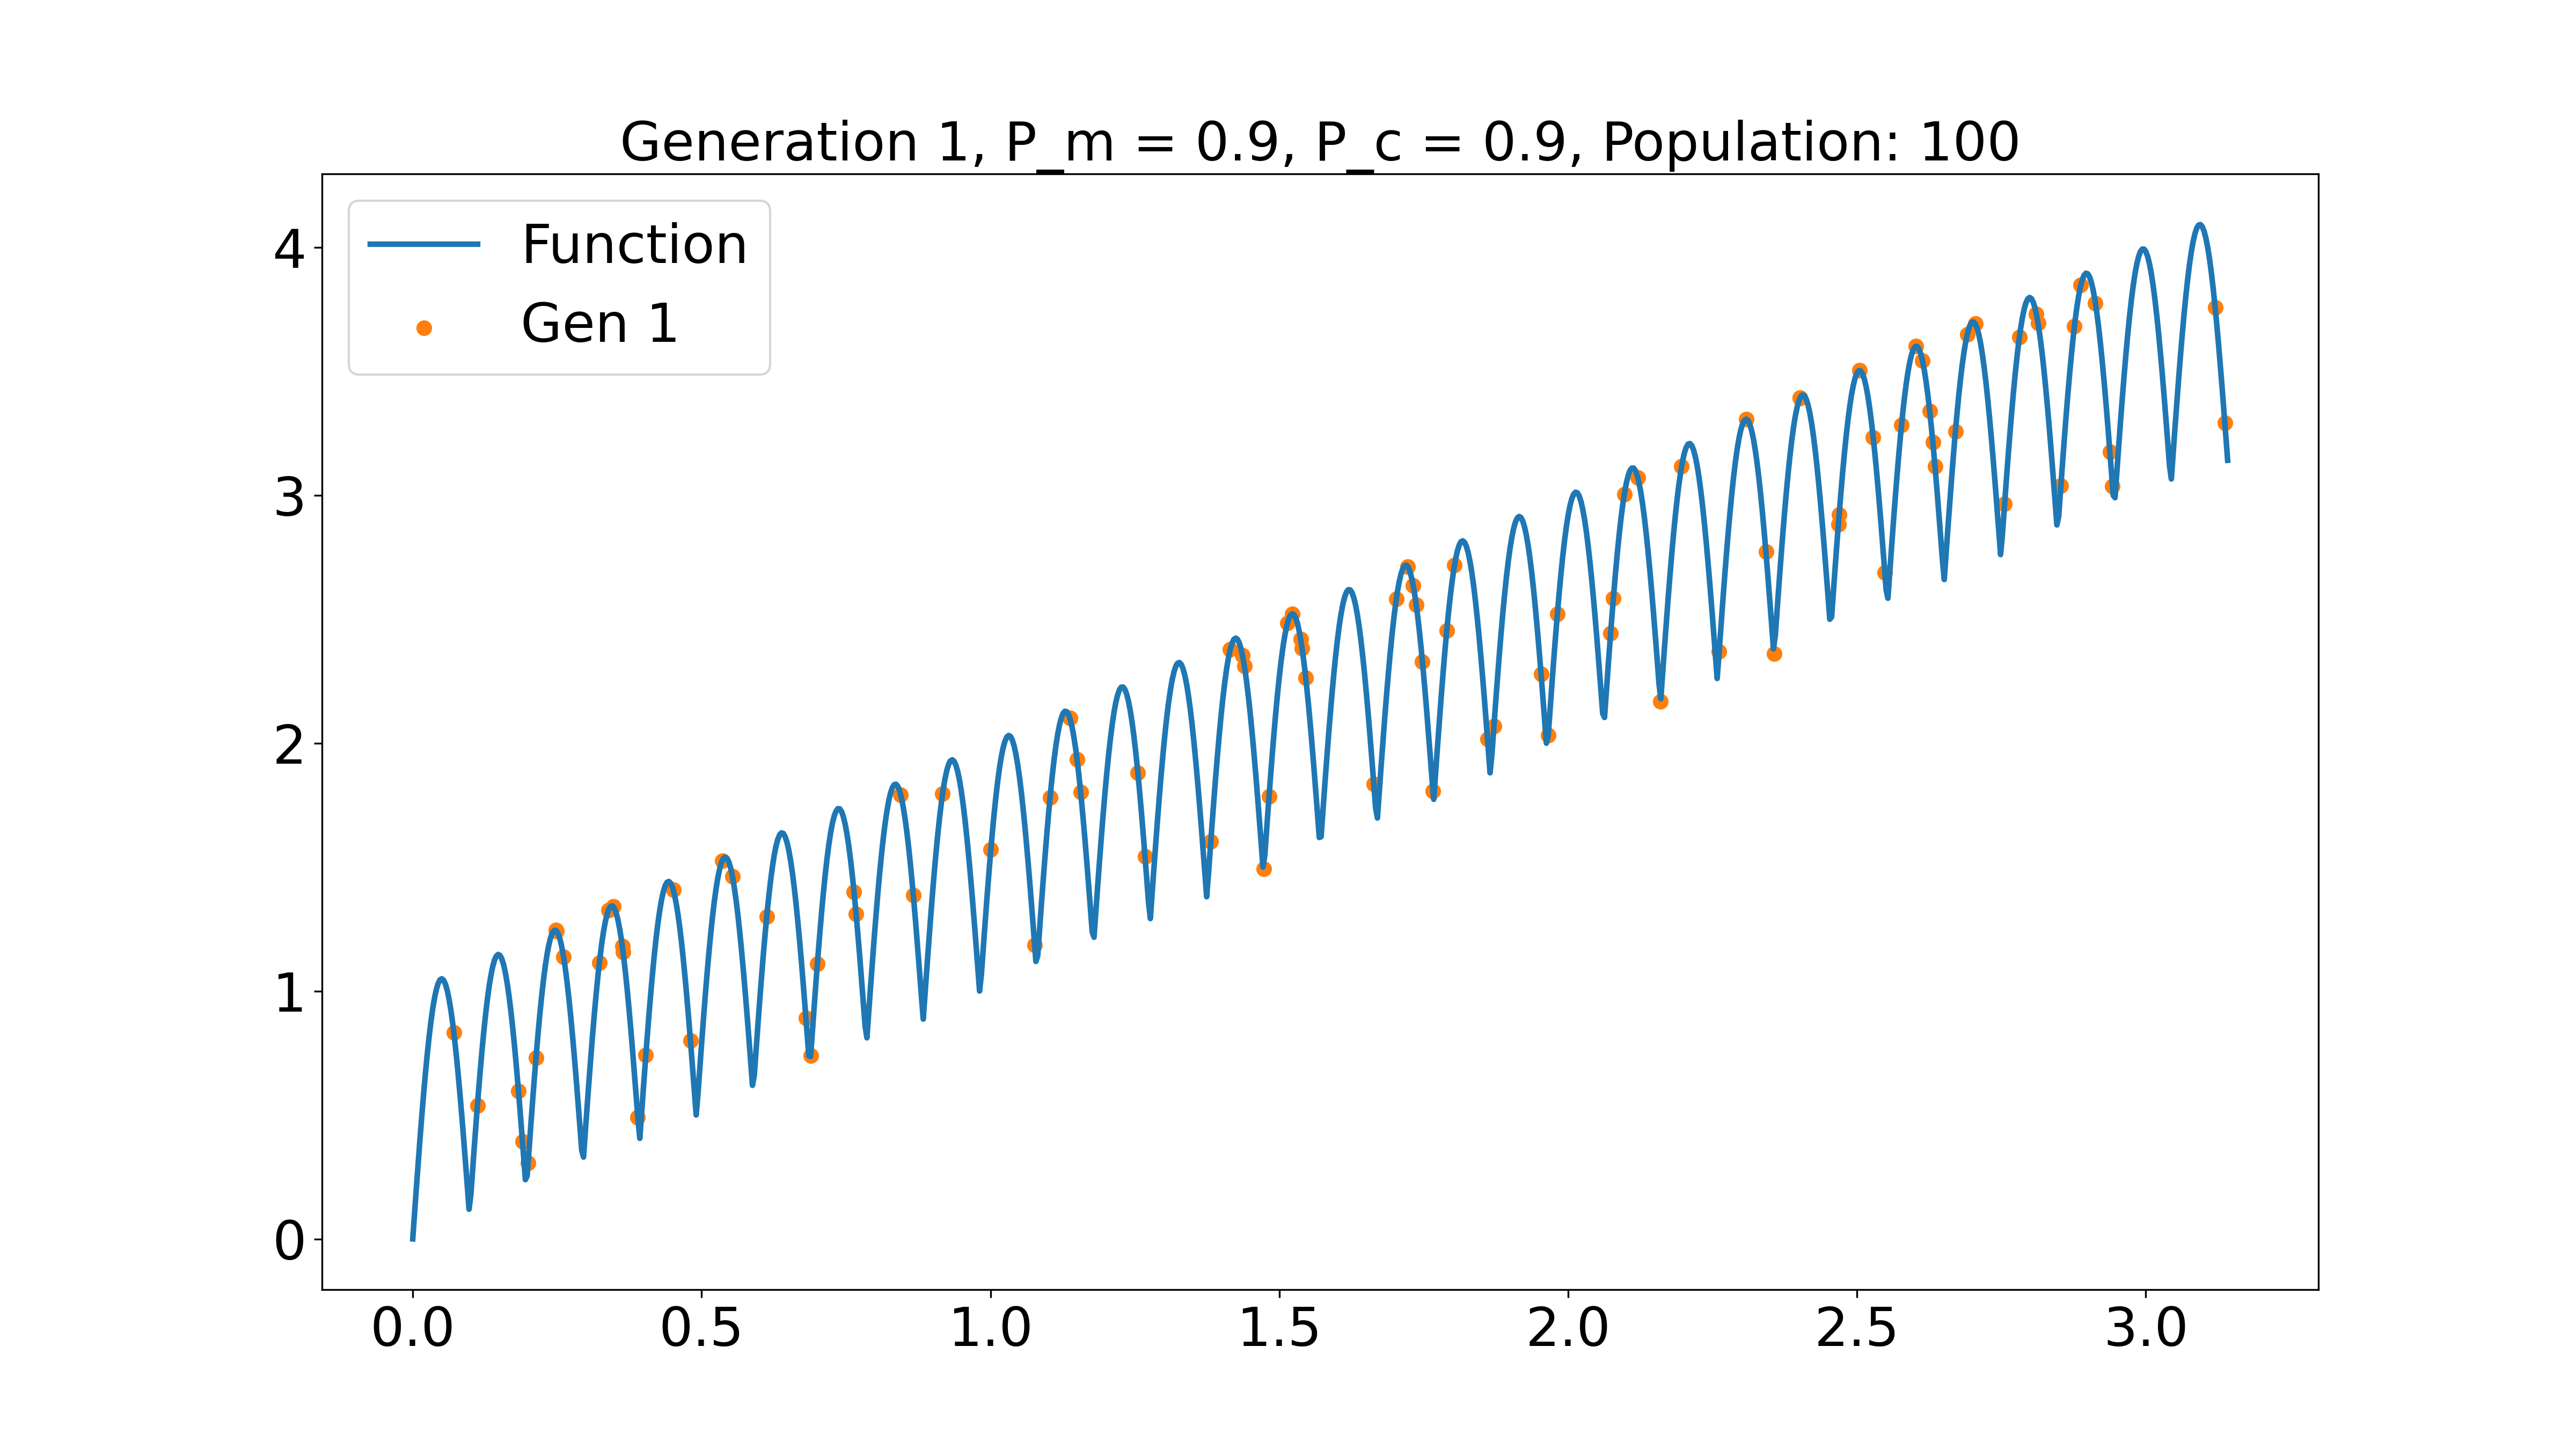 Generation 1, P_m = 0.9, P_c = 0.9, Population: 100
Function
Gen 1
4
3
2
1
0
0.0 0.5 1.0 1.5 2.0 2.5 3.0